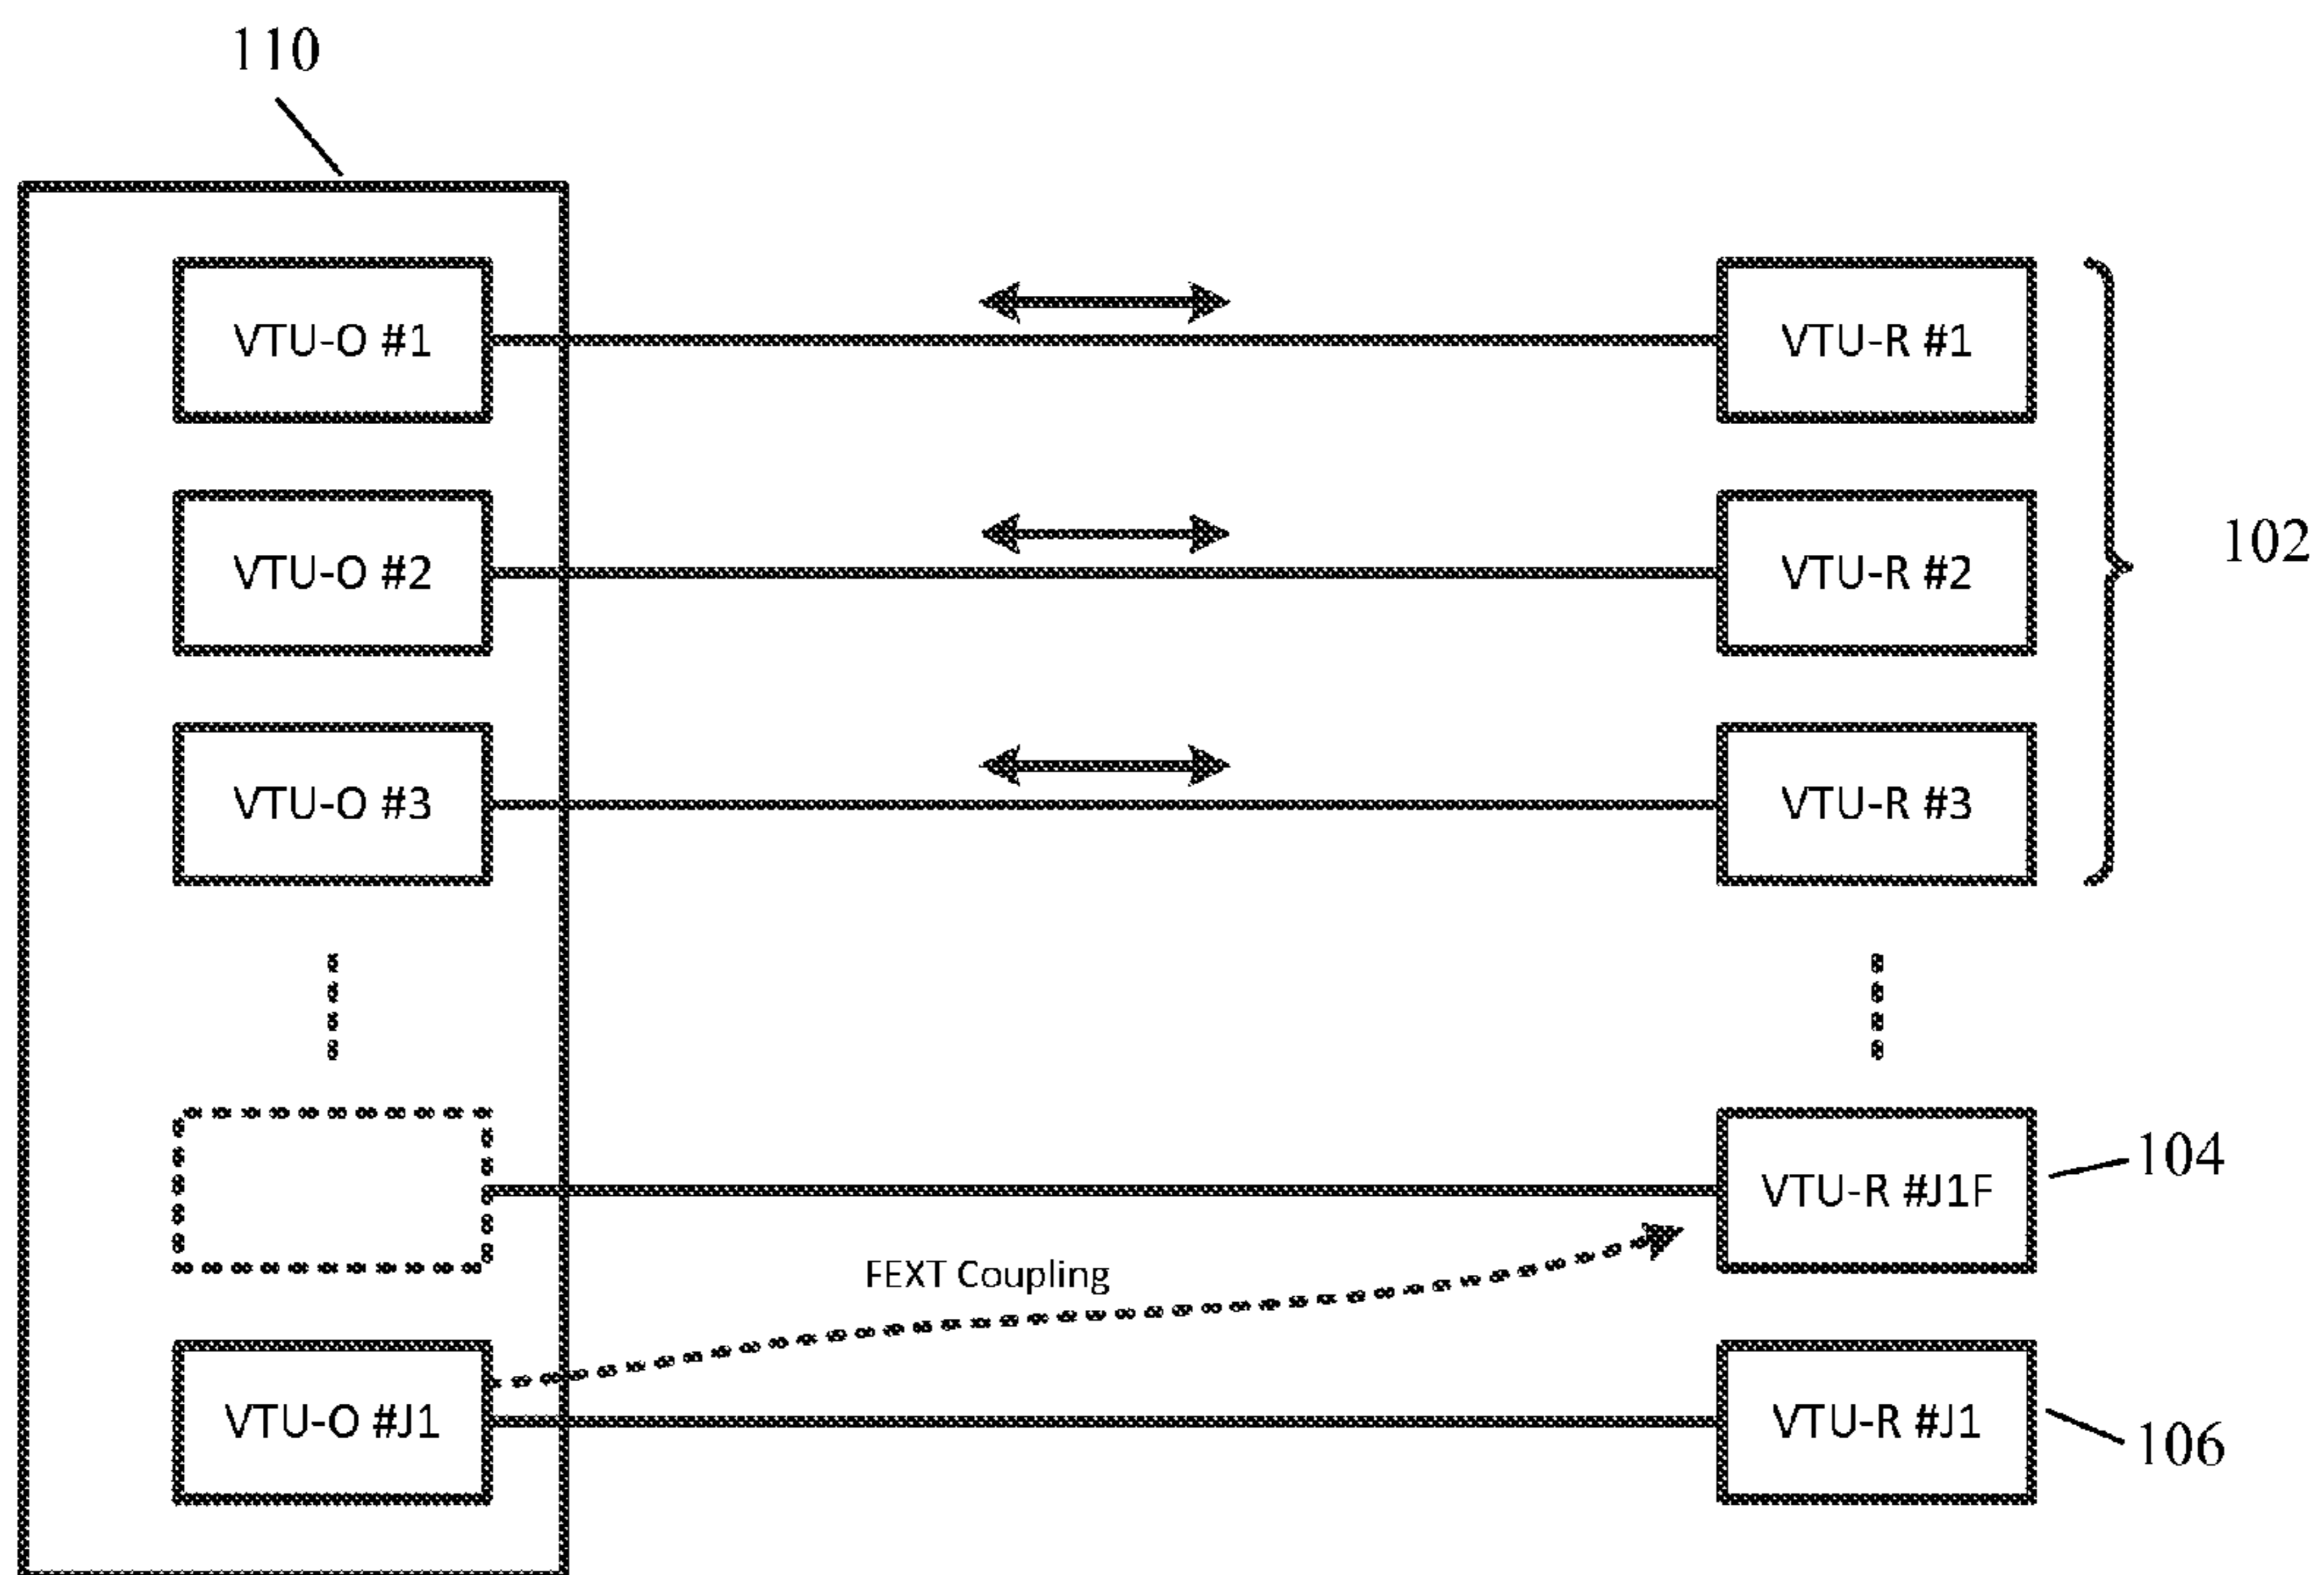 110
VTU-O #1
VTU-R #1
VTU-O #2
VTU-R #2
102
VTU-O #3
VTU-R #3
VTU-R #J1F
104
FEXT Coupling
VTU-O #J1
VTU-R #J1
106